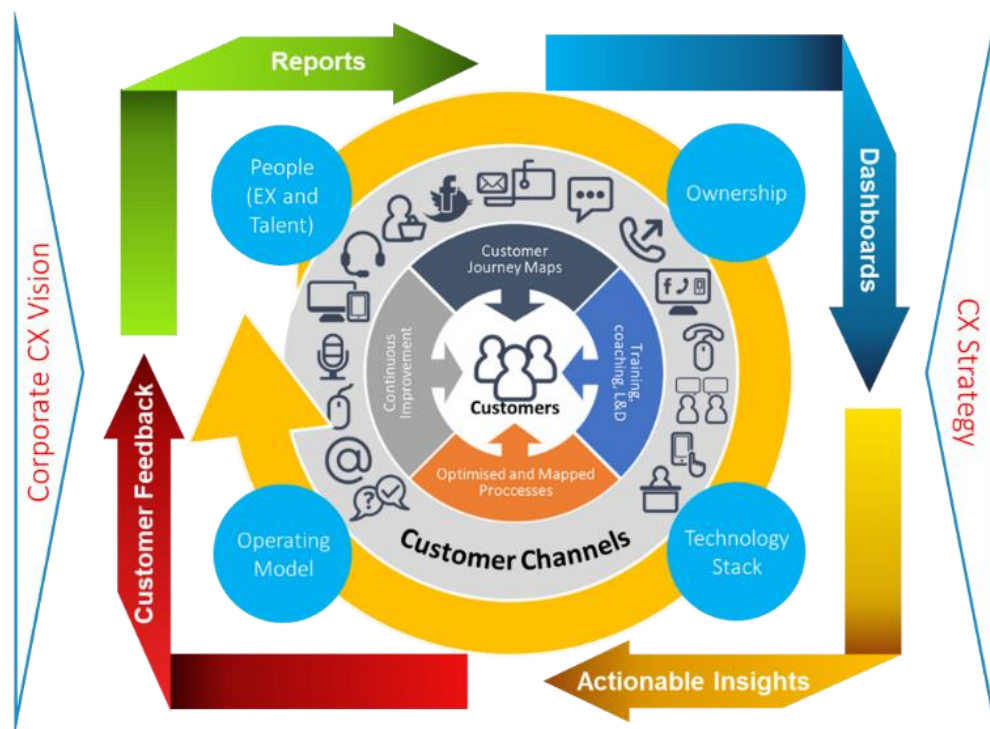 Reports
Dashboards
Actionable Insights
Customer Feedback
Corporate CX Vision
CX Strategy
People
(EX and
Talent)
Ownership
Operating
Model
Technology
Stack
Customer
Journey Maps
Training,
coaching, L&D
Optimised and Mapped
Proccesses
Continuous
Improvement
Customers
Customer Channels
f
f
@
?